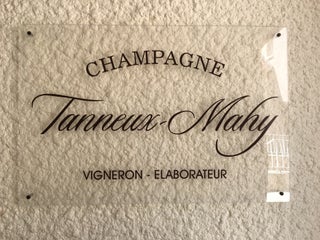 CHAMPAGNE
Tanneux-Mahy
VIGNERON - ELABORATEUR